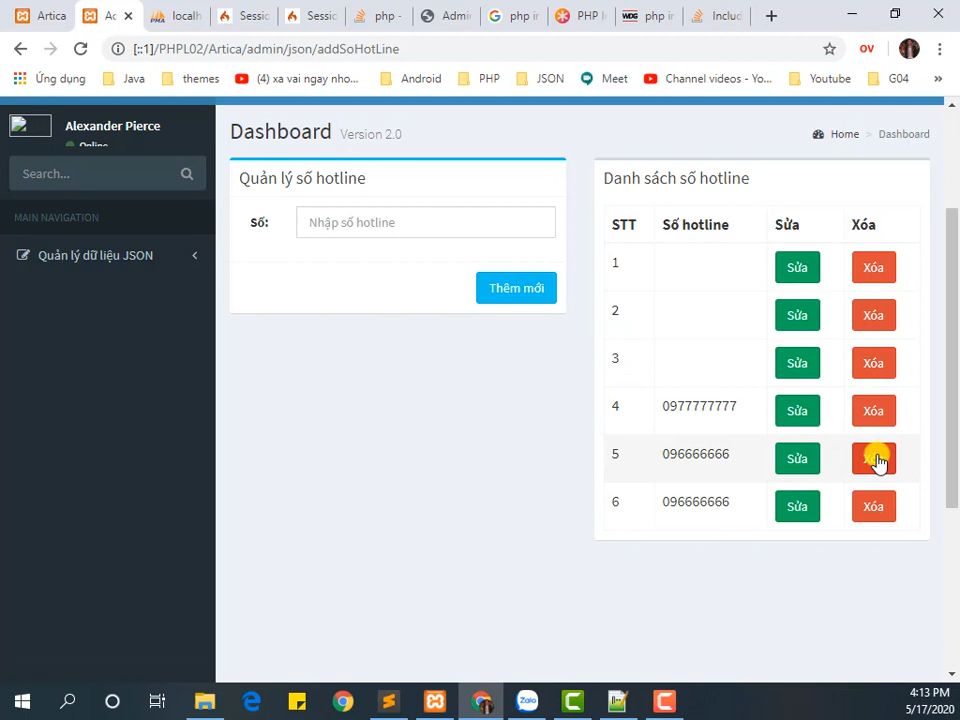 Artica
Ac
localh
Sessic
Sessic
php -
Admi
php ir
PHP I
php ir
Inclu
[::1]/PHPL02/Artica/admin/json/addSoHotLine
OV
Ứng dụng
Java
themes
(4) xa vai ngay nho...
Android
PHP
JSON
Meet
Channel videos - Yo...
Youtube
G04
»
Alexander Pierce
Online
Search...
MAIN NAVIGATION
Quản lý dữ liệu JSON
Dashboard Version 2.0
Home > Dashboard
Quản lý số hotline
Số:
Nhập số hotline
Thêm mới
Danh sách số hotline
STT Số hotline Sửa Xóa
1 Sửa Xóa
2 Sửa Xóa
3 Sửa Xóa
4 0977777777 Sửa Xóa
5 096666666 Sửa
6 096666666 Sửa Xóa
Zalo
4:13 PM
5/17/2020